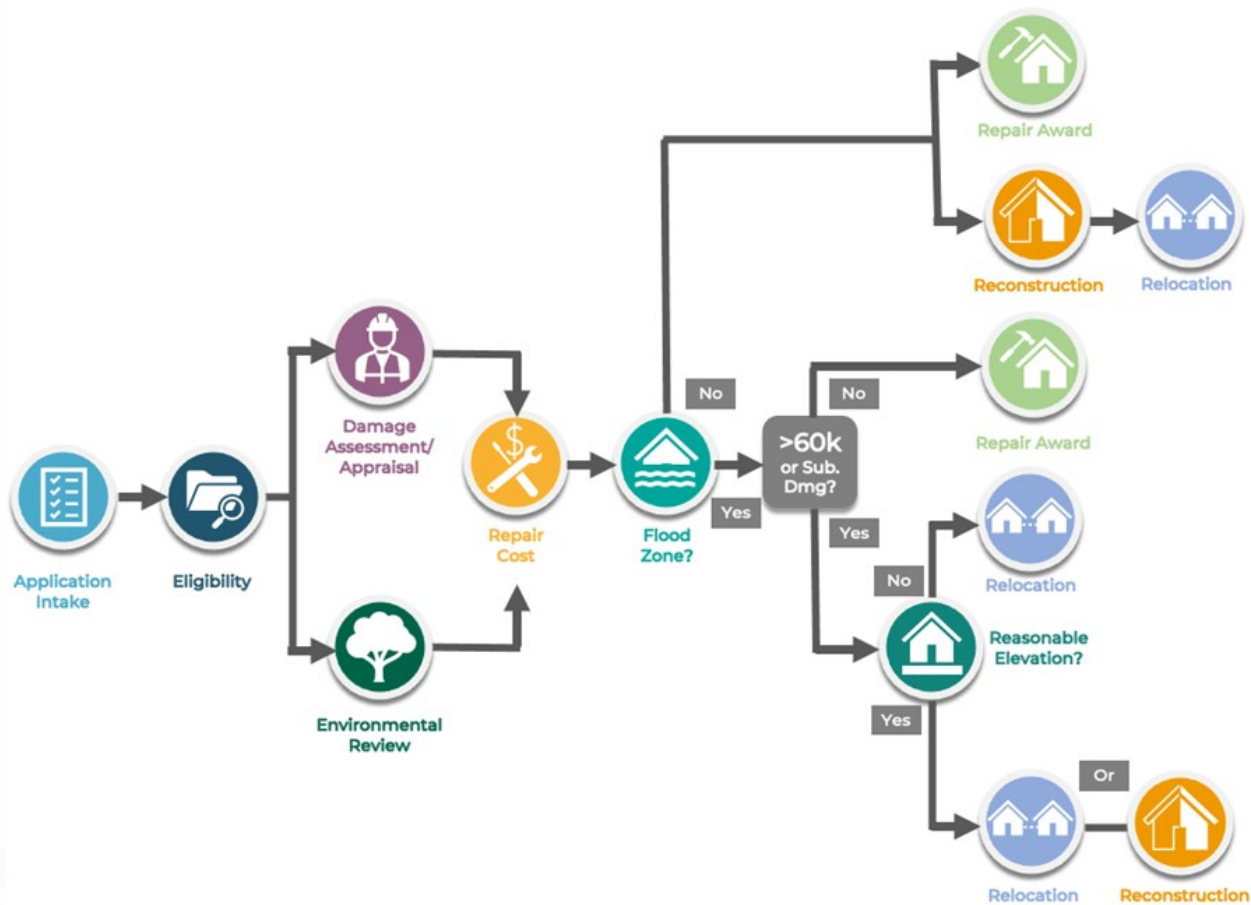 Repair Award
Reconstruction
Relocation
Damage
Assessment/
Appraisal
No
No
Repair Award
>60k
or Sub.
Dmg?
$
Application
Intake
Eligibility
Repair
Cost
Flood
Zone?
Yes
Yes
Relocation
No
Reasonable
Elevation?
Environmental
Review
Yes
Or
Relocation
Reconstruction